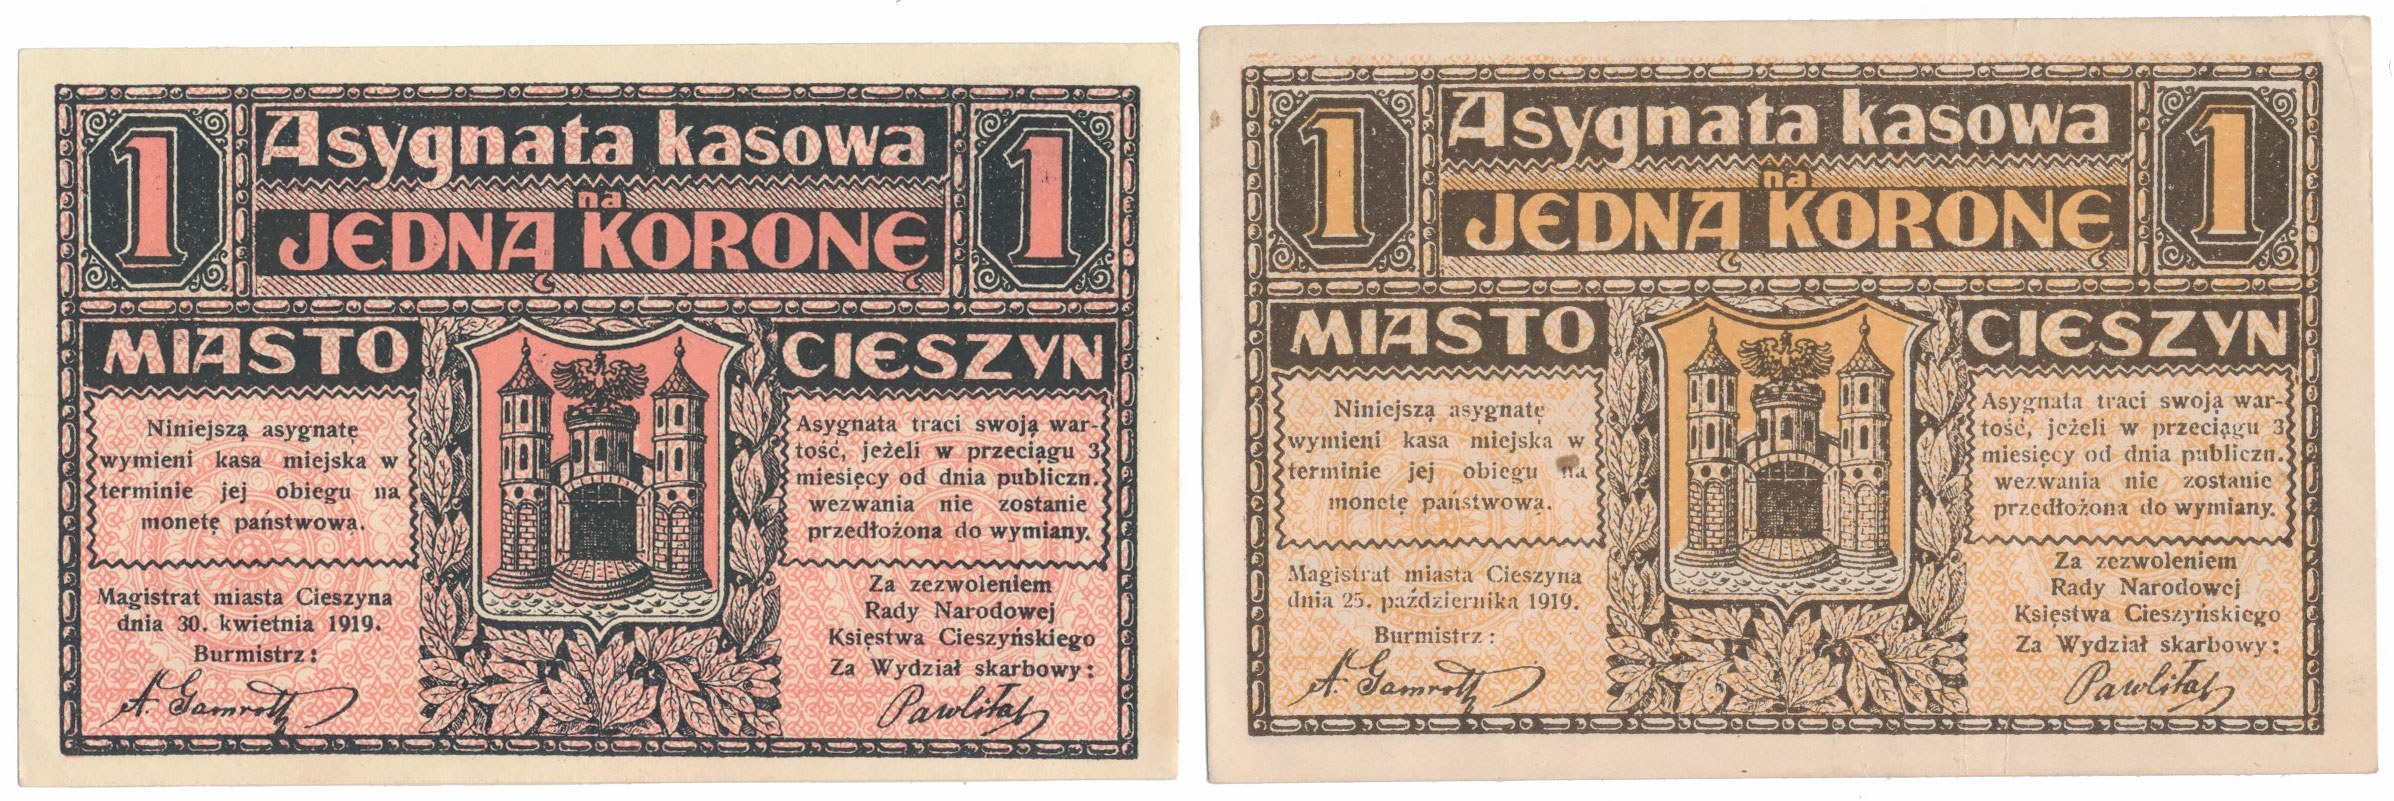 1
Asygnata kasowa
na
JEDNĄ KORONĘ
1
MIASTO
CIESZYN
Niniejszą asygnatę
wymieni kasa miejska w
terminie jej obiegu na
monetę państwową.
Asygnata traci swoją war-
tość, jeżeli w przeciągu 3
miesięcy od dnia publiczn.
wezwania nie zostanie
przedłożona do wymiany.
Magistrat miasta Cieszyna
dnia 30. kwietnia 1919.
Burmistrz:
A. Gamroth
Za zezwoleniem
Rady Narodowej
Księstwa Cieszyńskiego
Za Wydział skarbowy:
Pawlitat
1
Asygnata kasowa
na
JEDNĄ KORONĘ
1
MIASTO
CIESZYN
Niniejszą asygnatę
wymieni kasa miejska w
terminie jej obiegu na
monetę państwową.
Asygnata traci swoją war-
tość, jeżeli w przeciągu 3
miesięcy od dnia publiczn.
wezwania nie zostanie
przedłożona do wymiany.
Magistrat miasta Cieszyna
dnia 25. października 1919.
Burmistrz:
A. Gamroth
Za zezwoleniem
Rady Narodowej
Księstwa Cieszyńskiego
Za Wydział skarbowy:
Pawlitat